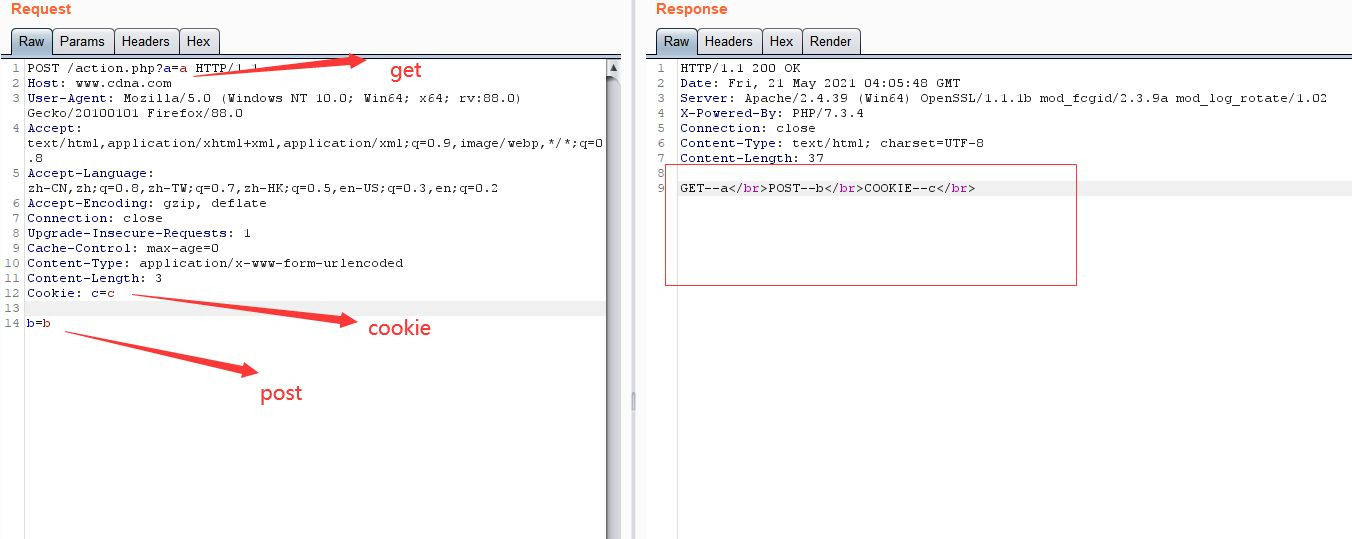 Request
Raw Params Headers Hex
1 POST /action.php?a=a HTTP/1.1
get
2 Host: www.cdna.com
3 User-Agent: Mozilla/5.0 (Windows NT 10.0; Win64; x64; rv:88.0)
Gecko/20100101 Firefox/88.0
4 Accept:
text/html,application/xhtml+xml,application/xml;q=0.9,image/webp,*/*;q=0
.8
5 Accept-Language:
zh-CN,zh;q=0.8,zh-TW;q=0.7,zh-HK;q=0.5,en-US;q=0.3,en;q=0.2
6 Accept-Encoding: gzip, deflate
7 Connection: close
8 Upgrade-Insecure-Requests: 1
9 Cache-Control: max-age=0
10 Content-Type: application/x-www-form-urlencoded
11 Content-Length: 3
12 Cookie: c=c
13
cookie
14 b=b
post
Response
Raw Headers Hex Render
1 HTTP/1.1 200 OK
2 Date: Fri, 21 May 2021 04:05:48 GMT
3 Server: Apache/2.4.39 (Win64) OpenSSL/1.1.1b mod_fcgid/2.3.9a mod_log_rotate/1.02
4 X-Powered-By: PHP/7.3.4
5 Connection: close
6 Content-Type: text/html; charset=UTF-8
7 Content-Length: 37
8
9 GET--a</br>POST--b</br>COOKIE--c</br>